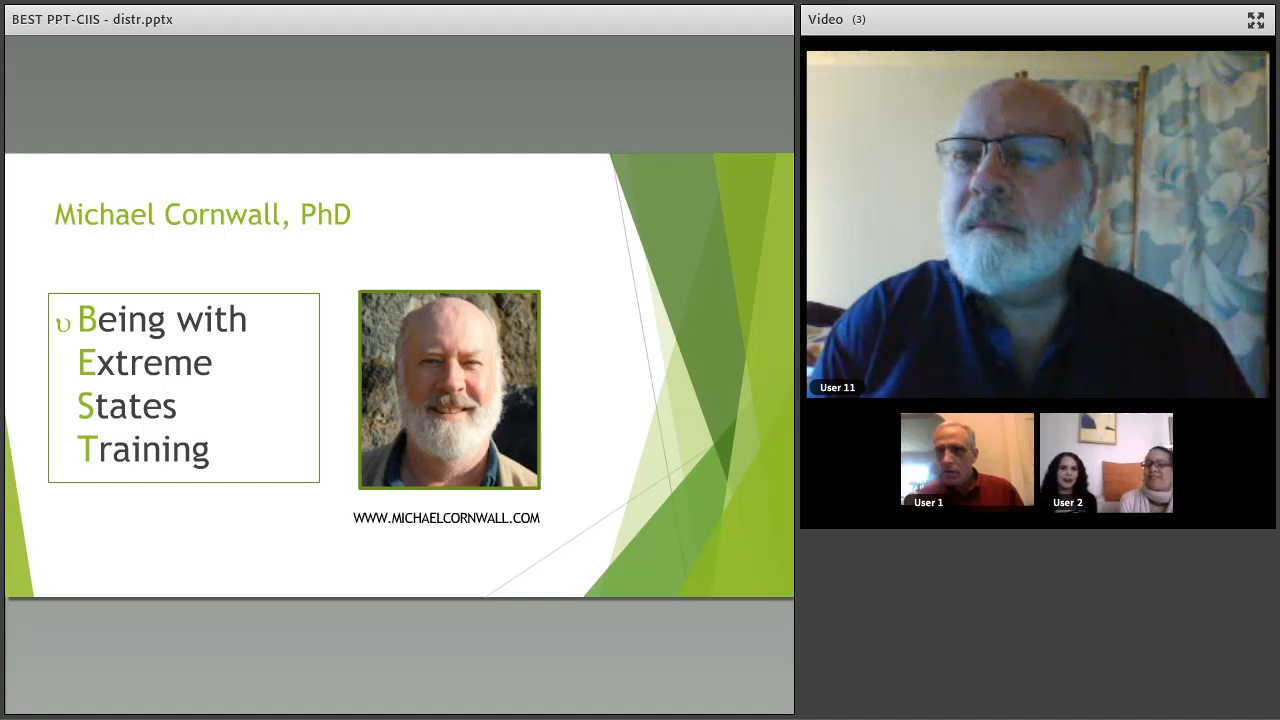 BEST PPT-CIIS - distr.pptx
Video (3)
Michael Cornwall, PhD
υ Being with
Extreme
States
Training
WWW.MICHAELCORNWALL.COM
User 11
User 1
User 2